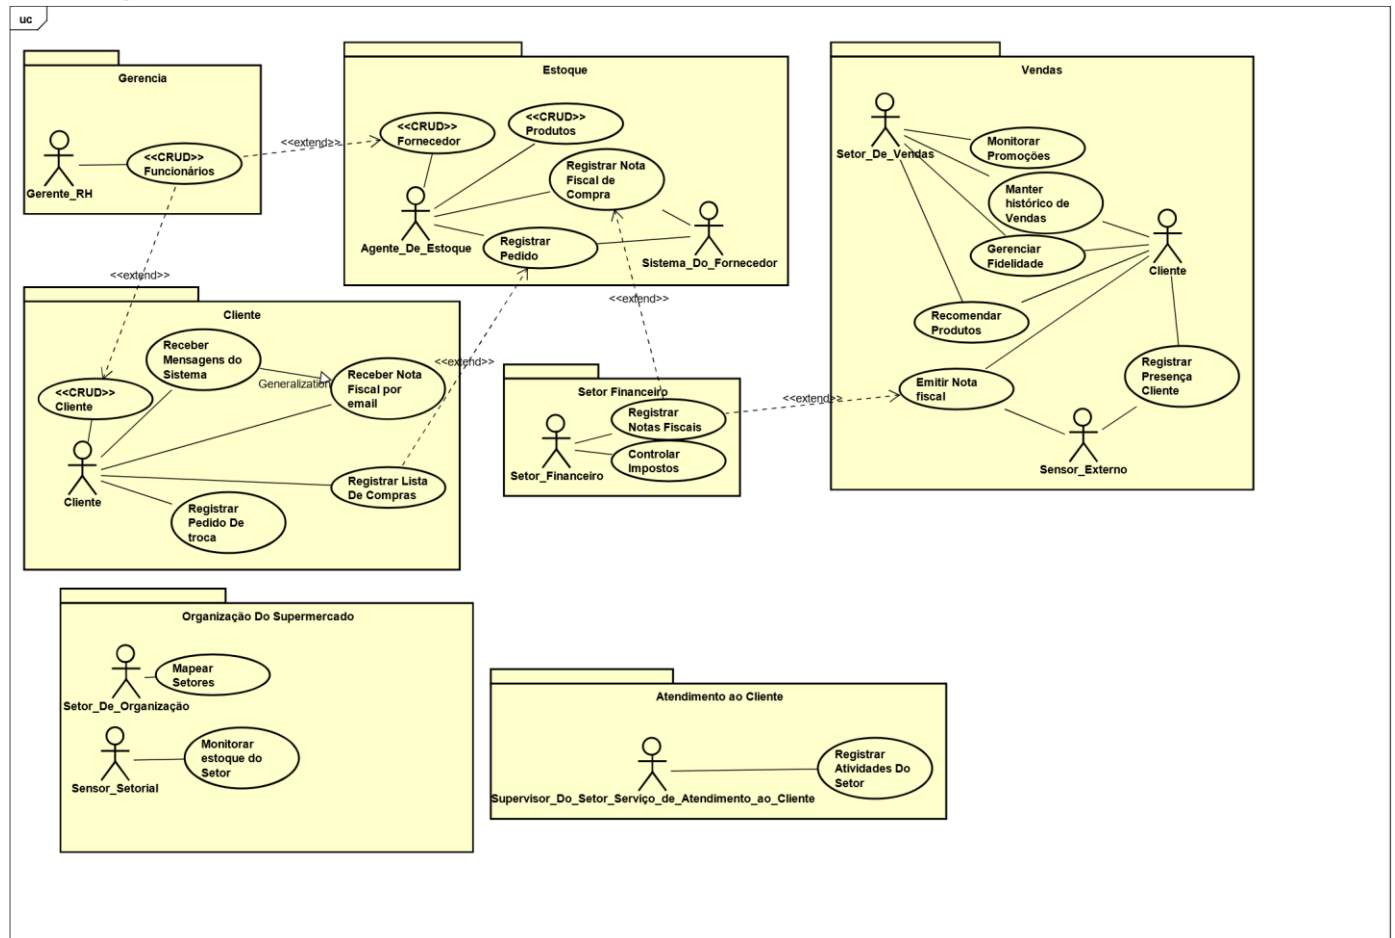 uc
Gerencia
Gerente_RH
<<CRUD>>
Funcionários
<<extend>>
<<extend>>
Estoque
<<CRUD>>
Fornecedor
<<CRUD>>
Produtos
Registrar Nota
Fiscal de
Compra
Agente_De_Estoque
Registrar
Pedido
Sistema_Do_Fornecedor
<<extend>>
Vendas
Setor_De_Vendas
Monitorar
Promoções
Manter
histórico de
Vendas
Gerenciar
Fidelidade
Cliente
Recomendar
Produtos
Emitir Nota
fiscal
Registrar
Presença
Cliente
Sensor_Externo
Cliente
Receber
Mensagens do
Sistema
Generalization
Receber Nota
Fiscal por
email
<<extend>>
<<CRUD>>
Cliente
Cliente
Registrar Lista
De Compras
Registrar
Pedido De
troca
Setor Financeiro
Registrar
Notas Fiscais
<<extend>>
Setor_Financeiro
Controlar
Impostos
Organização Do Supermercado
Mapear
Setores
Setor_De_Organização
Monitorar
estoque do
Setor
Sensor_Setorial
Atendimento ao Cliente
Registrar
Atividades Do
Setor
Supervisor_Do_Setor_Serviço_de_Atendimento_ao_Cliente